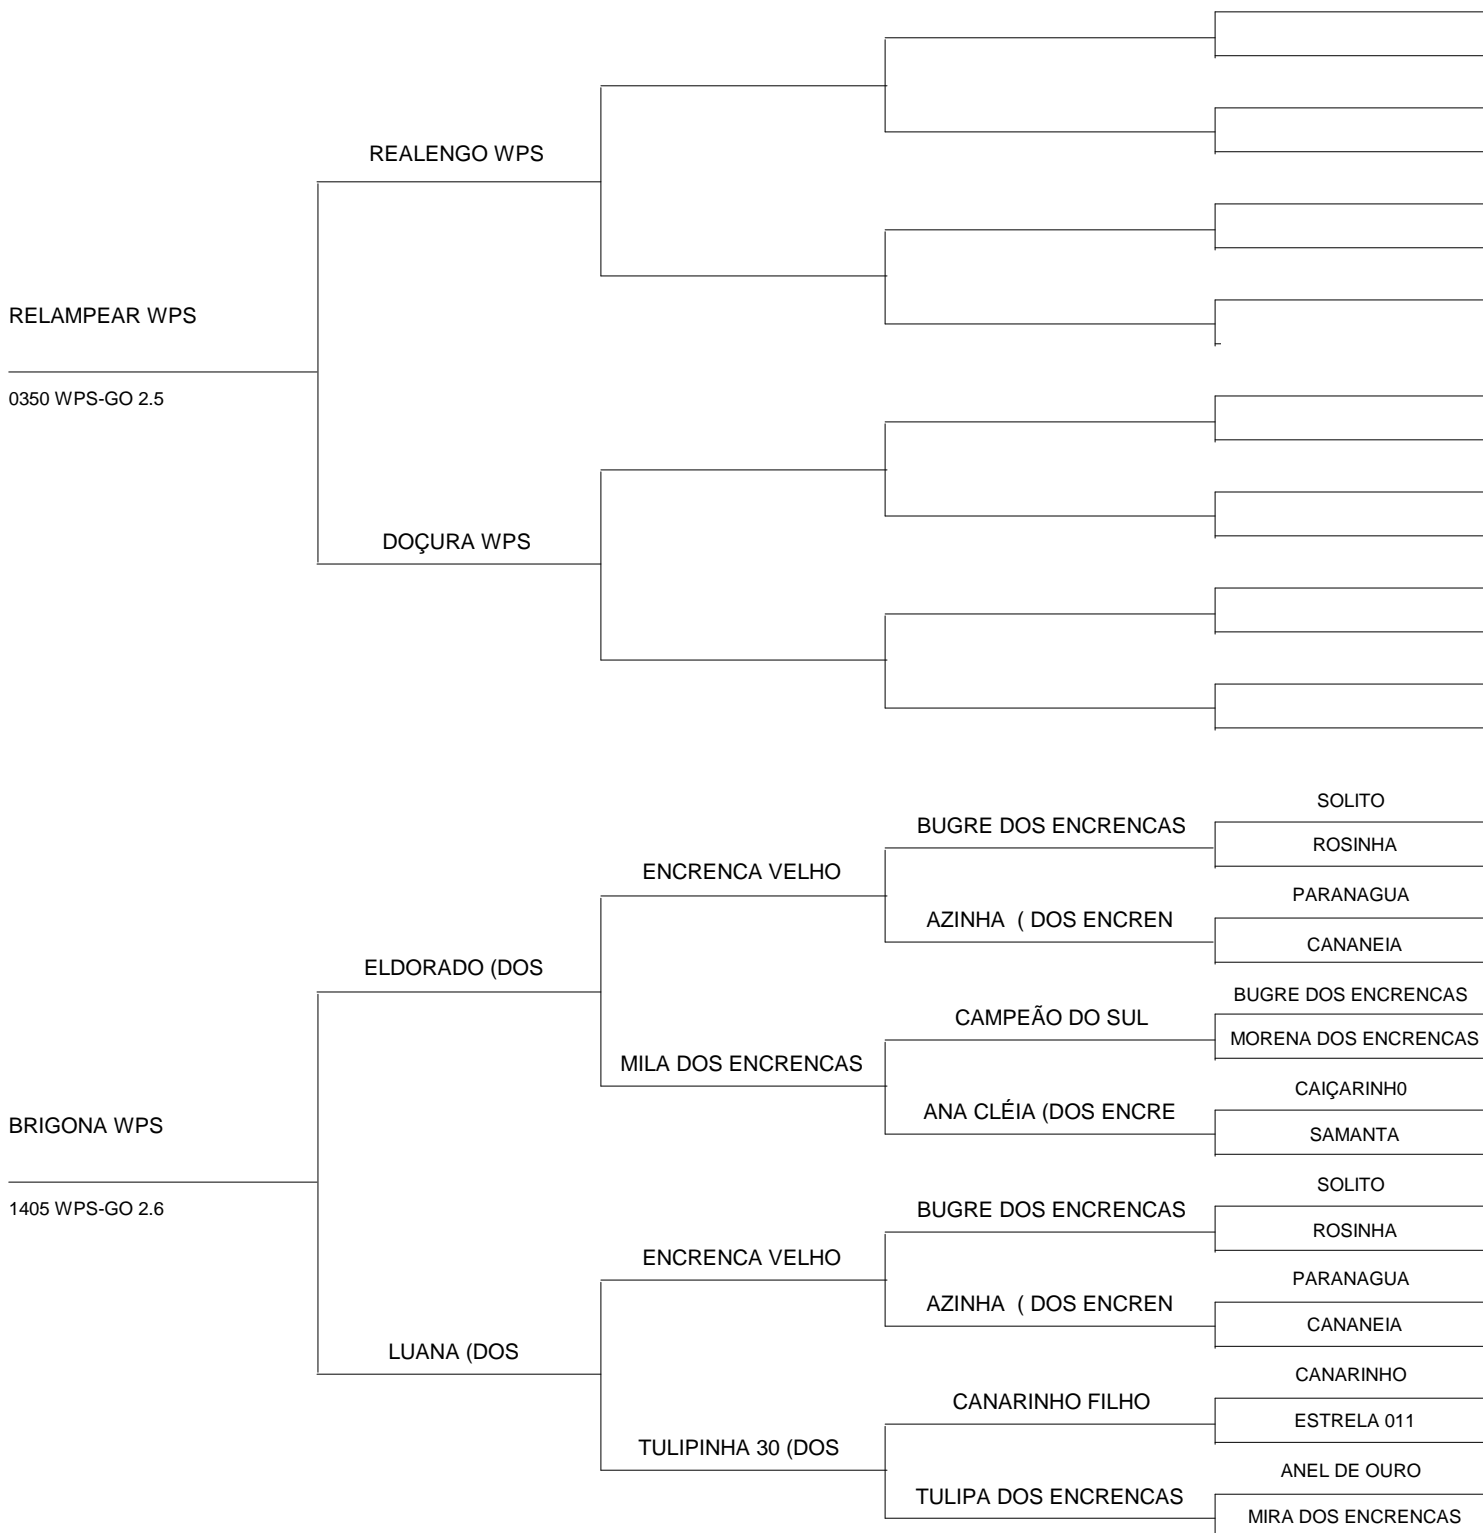 REALENGO WPS
RELAMPEAR WPS
0350 WPS-GO 2.5
DOÇURA WPS
SOLITO
BUGRE DOS ENCRENCAS
ROSINHA
ENCRENCA VELHO
PARANAGUA
AZINHA ( DOS ENCREN
CANANEIA
ELDORADO (DOS
BUGRE DOS ENCRENCAS
CAMPEÃO DO SUL
MORENA DOS ENCRENCAS
MILA DOS ENCRENCAS
CAIÇARINH0
ANA CLÉIA (DOS ENCRE
SAMANTA
BRIGONA WPS
1405 WPS-GO 2.6
SOLITO
BUGRE DOS ENCRENCAS
ROSINHA
ENCRENCA VELHO
PARANAGUA
AZINHA ( DOS ENCREN
CANANEIA
LUANA (DOS
CANARINHO
CANARINHO FILHO
ESTRELA 011
TULIPINHA 30 (DOS
ANEL DE OURO
TULIPA DOS ENCRENCAS
MIRA DOS ENCRENCAS